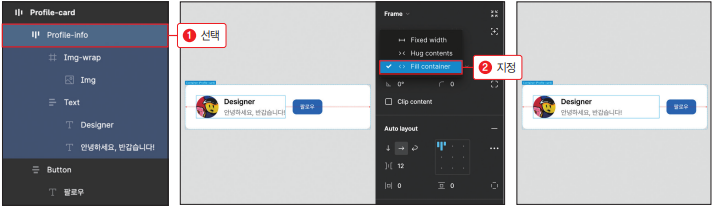 Profile-card
Profile-info
Img-wrap
Img
Text
Designer
안녕하세요, 반갑습니다!
Button
팔로우
1 선택
Designer
안녕하세요, 반갑습니다!
팔로우
Frame
Fixed width
Hug contents
Fill container
2 지정
0°
0
Clip content
Auto layout
12
0
0
Designer
안녕하세요, 반갑습니다!
팔로우